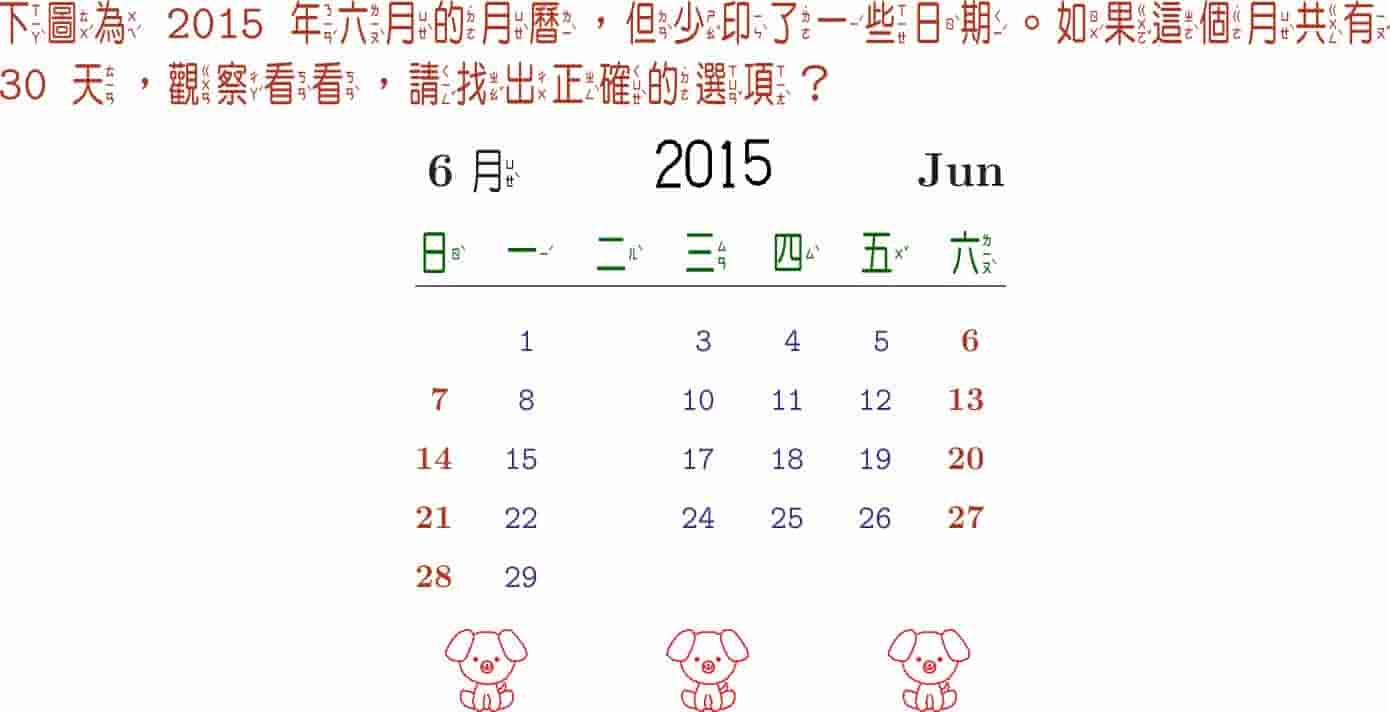 下圖為 2015 年六月的月曆，但少印了一些日期。如果這個月共有
30 天，觀察看看，請找出正確的選項？
6 月 2015 Jun
日 一 二 三 四 五 六
1 3 4 5 6
7 8 10 11 12 13
14 15 17 18 19 20
21 22 24 25 26 27
28 29